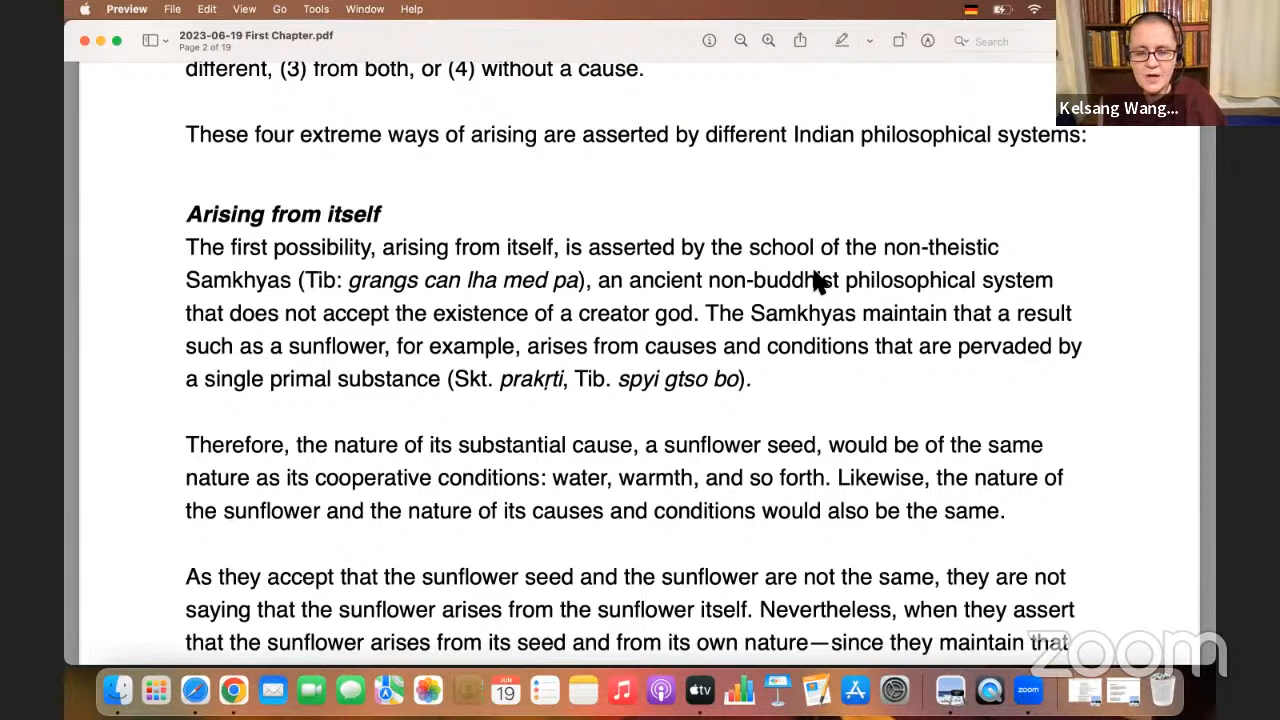 Preview File Edit View Go Tools Window Help
2023-06-19 First Chapter.pdf
Page 2 of 19
Search
Kelsang Wang...
different, (3) from both, or (4) without a cause.
These four extreme ways of arising are asserted by different Indian philosophical systems:
Arising from itself
The first possibility, arising from itself, is asserted by the school of the non-theistic
Samkhyas (Tib: grangs can lha med pa), an ancient non-buddhist philosophical system
that does not accept the existence of a creator god. The Samkhyas maintain that a result
such as a sunflower, for example, arises from causes and conditions that are pervaded by
a single primal substance (Skt. prakṛti, Tib. spyi gtso bo).
Therefore, the nature of its substantial cause, a sunflower seed, would be of the same
nature as its cooperative conditions: water, warmth, and so forth. Likewise, the nature of
the sunflower and the nature of its causes and conditions would also be the same.
As they accept that the sunflower seed and the sunflower are not the same, they are not
saying that the sunflower arises from the sunflower itself. Nevertheless, when they assert
that the sunflower arises from its seed and from its own nature—since they maintain that
zoom
JUN
19
tv
zoom